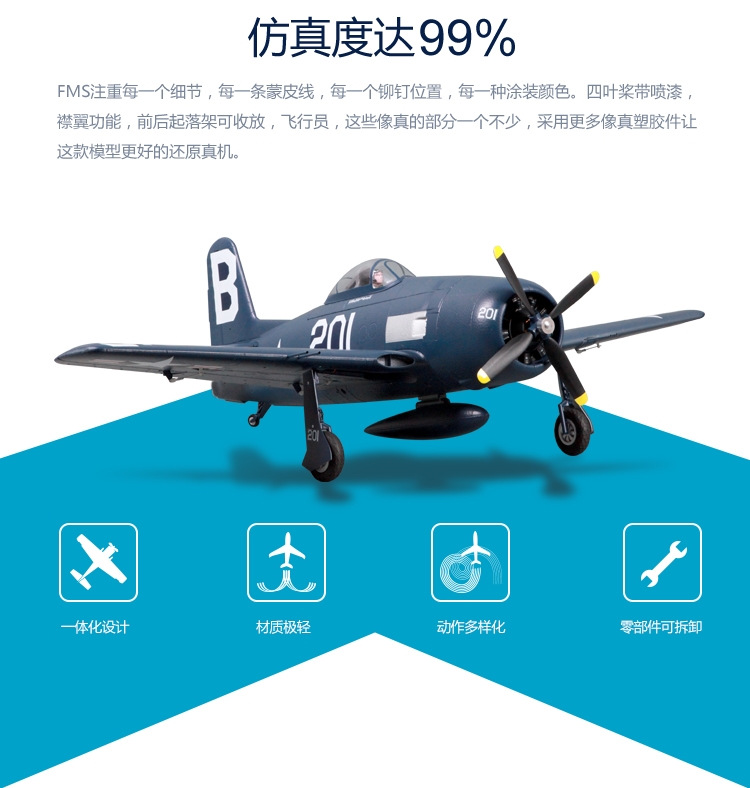 仿真度达99%
FMS注重每一个细节，每一条蒙皮线，每一个铆钉位置，每一种涂装颜色。四叶桨带喷漆，
襟翼功能，前后起落架可收放，飞行员，这些像真的部分一个不少，采用更多像真塑胶件让
这款模型更好的还原真机。
B
201
201
201
一体化设计
材质极轻
动作多样化
零部件可拆卸